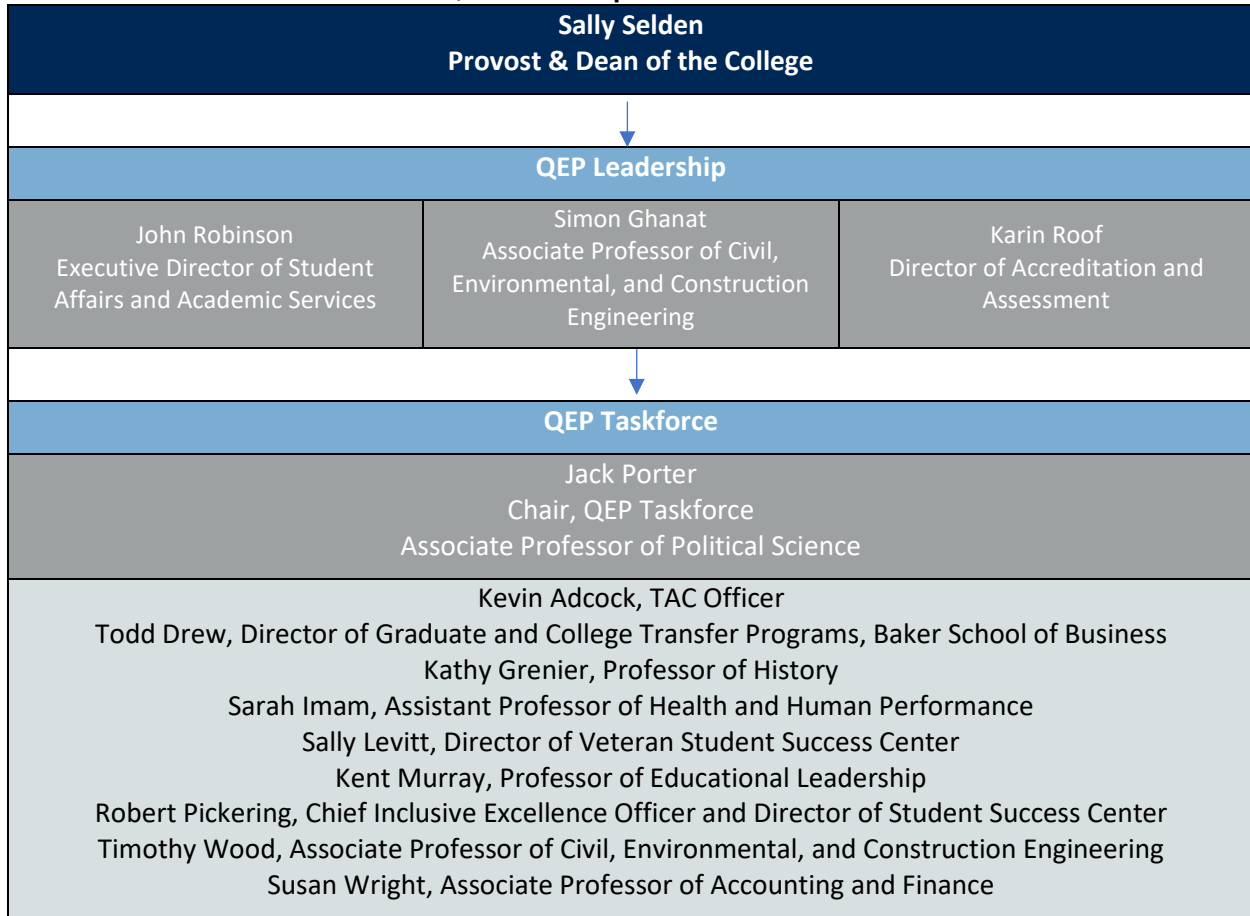 Sally Selden
Provost & Dean of the College
QEP Leadership
John Robinson
Executive Director of Student
Affairs and Academic Services
Simon Ghanat
Associate Professor of Civil,
Environmental, and Construction
Engineering
Karin Roof
Director of Accreditation and
Assessment
QEP Taskforce
Jack Porter
Chair, QEP Taskforce
Associate Professor of Political Science
Kevin Adcock, TAC Officer
Todd Drew, Director of Graduate and College Transfer Programs, Baker School of Business
Kathy Grenier, Professor of History
Sarah Imam, Assistant Professor of Health and Human Performance
Sally Levitt, Director of Veteran Student Success Center
Kent Murray, Professor of Educational Leadership
Robert Pickering, Chief Inclusive Excellence Officer and Director of Student Success Center
Timothy Wood, Associate Professor of Civil, Environmental, and Construction Engineering
Susan Wright, Associate Professor of Accounting and Finance